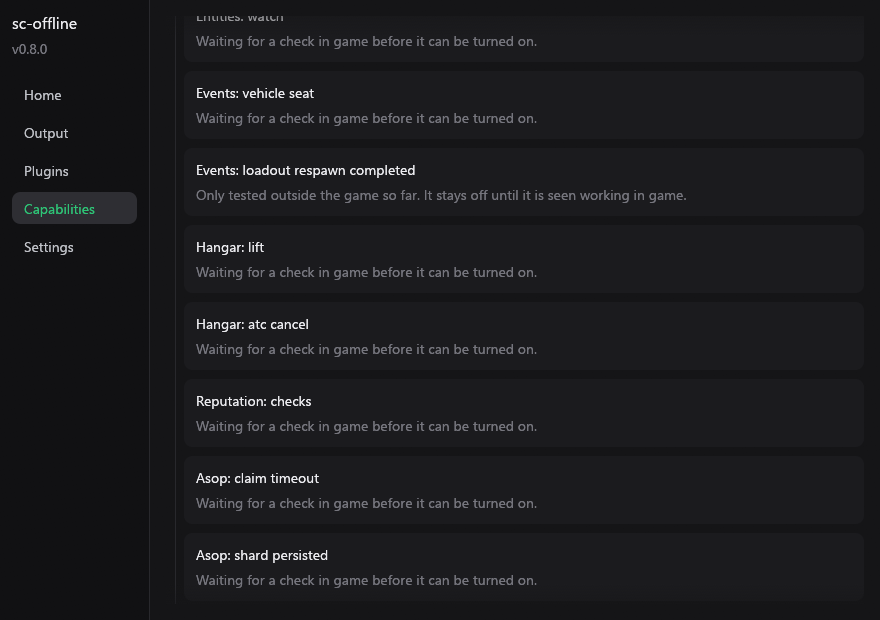 sc-offline
v0.8.0
Home
Output
Plugins
Capabilities
Settings
Entities: watch
Waiting for a check in game before it can be turned on.
Events: vehicle seat
Waiting for a check in game before it can be turned on.
Events: loadout respawn completed
Only tested outside the game so far. It stays off until it is seen working in game.
Hangar: lift
Waiting for a check in game before it can be turned on.
Hangar: atc cancel
Waiting for a check in game before it can be turned on.
Reputation: checks
Waiting for a check in game before it can be turned on.
Asop: claim timeout
Waiting for a check in game before it can be turned on.
Asop: shard persisted
Waiting for a check in game before it can be turned on.